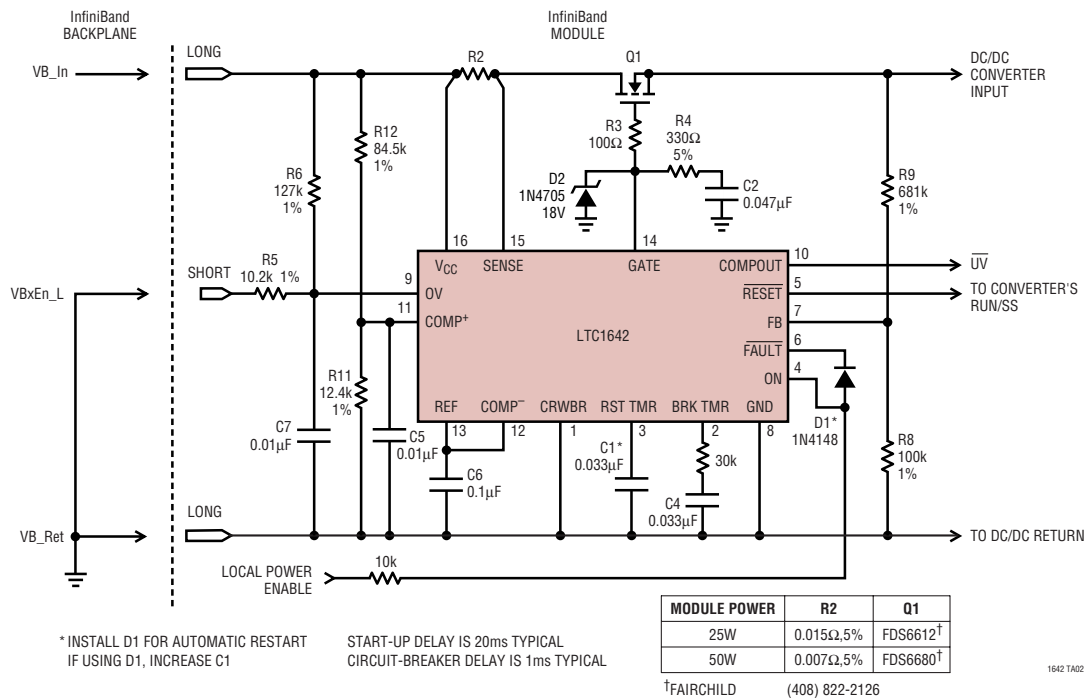 InfiniBand
BACKPLANE
InfiniBand
MODULE
LONG
R2
Q1
VB_In
DC/DC
CONVERTER
INPUT
R12
84.5k
1%
R3
100Ω
R4
330Ω
5%
R6
127k
1%
D2
1N4705
18V
C2
0.047µF
R9
681k
1%
16
15
14
VCC
SENSE
GATE
COMPOUT
10
UV
R5
10.2k 1%
SHORT
VBxEn_L
9
OV
RESET
5
TO CONVERTER'S
RUN/SS
11
COMP+
FB
7
LTC1642
FAULT
6
ON
4
R11
12.4k
1%
REF
COMP–
CRWBR
RST TMR
BRK TMR
GND
13
12
1
3
2
8
D1*
1N4148
C7
0.01µF
C5
0.01µF
C1*
0.033µF
30k
R8
100k
1%
C6
0.1µF
C4
0.033µF
LONG
VB_Ret
TO DC/DC RETURN
10k
LOCAL POWER
ENABLE
MODULE POWER R2 Q1
25W 0.015Ω,5% FDS6612†
50W 0.007Ω,5% FDS6680†
* INSTALL D1 FOR AUTOMATIC RESTART
IF USING D1, INCREASE C1
START-UP DELAY IS 20ms TYPICAL
CIRCUIT-BREAKER DELAY IS 1ms TYPICAL
†FAIRCHILD (408) 822-2126
1642 TA02